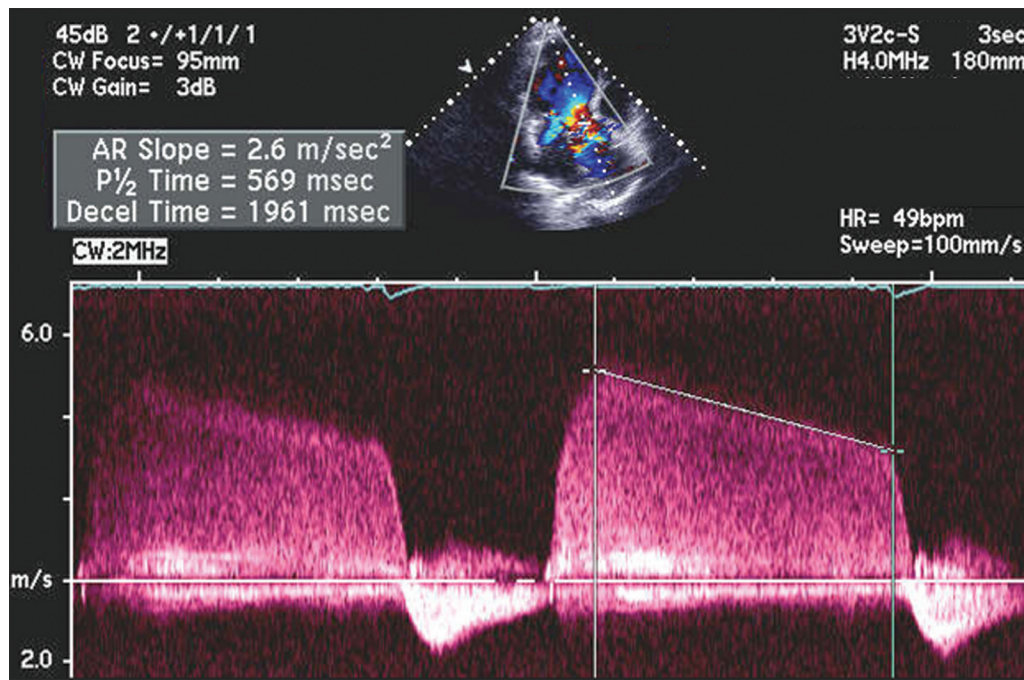 45dB 2 •/+1/1/1
CW Focus= 95mm
CW Gain= 3dB
3V2c-S 3sec
H4.0MHz 180mm
AR Slope = 2.6 m/sec²
P½ Time = 569 msec
Decel Time = 1961 msec
HR= 49bpm
Sweep=100mm/s
CW:2MHz
6.0
m/s
2.0